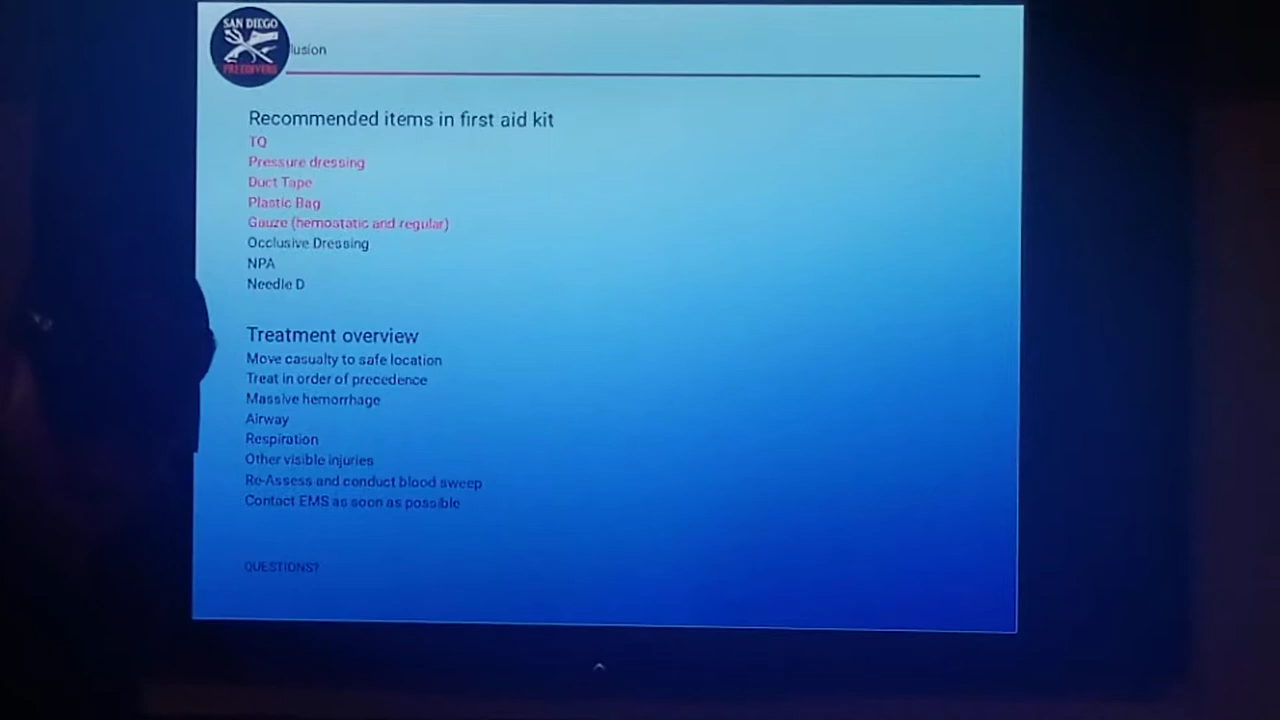 SAN DIEGO
FREEDIVERS
lusion
Recommended items in first aid kit
TQ
Pressure dressing
Duct Tape
Plastic Bag
Gauze (hemostatic and regular)
Occlusive Dressing
NPA
Needle D
Treatment overview
Move casualty to safe location
Treat in order of precedence
Massive hemorrhage
Airway
Respiration
Other visible injuries
Re-Assess and conduct blood sweep
Contact EMS as soon as possible
QUESTIONS?